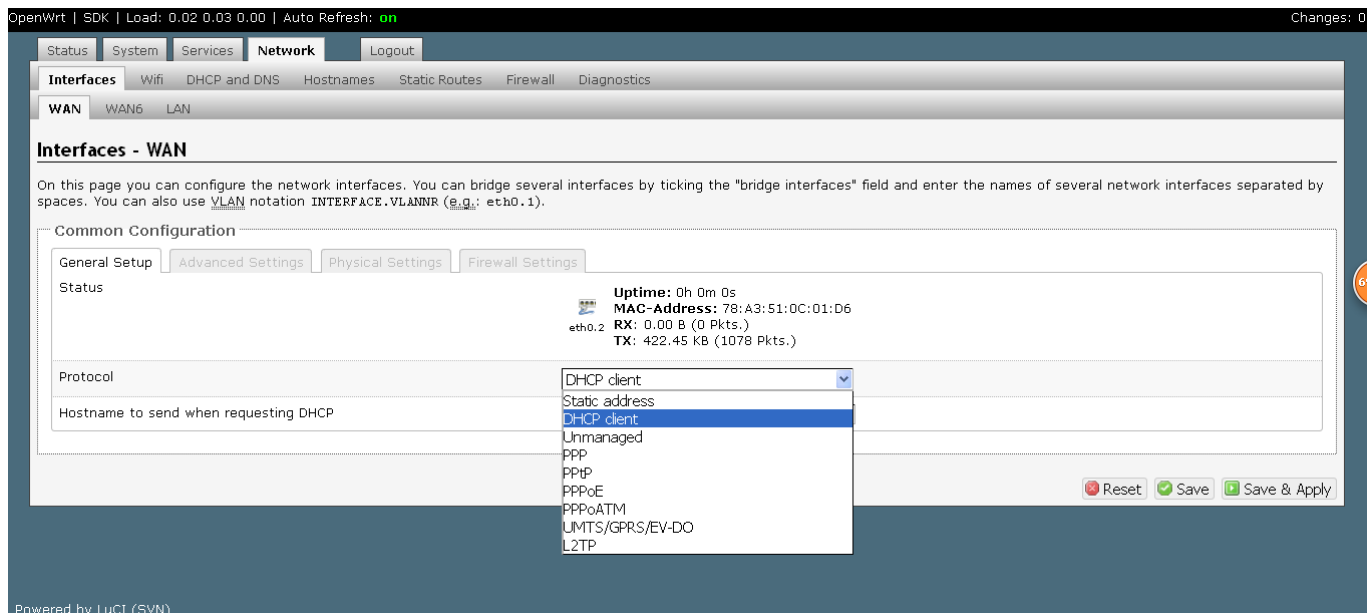 OpenWrt | SDK | Load: 0.02 0.03 0.00 | Auto Refresh: on Changes: 0
Status System Services Network Logout
Interfaces Wifi DHCP and DNS Hostnames Static Routes Firewall Diagnostics
WAN WAN6 LAN
Interfaces - WAN
On this page you can configure the network interfaces. You can bridge several interfaces by ticking the "bridge interfaces" field and enter the names of several network interfaces separated by
spaces. You can also use VLAN notation INTERFACE.VLANNR (e.g.: eth0.1).
Common Configuration
General Setup Advanced Settings Physical Settings Firewall Settings
Status
eth0.2
Uptime: 0h 0m 0s
MAC-Address: 78:A3:51:0C:01:D6
RX: 0.00 B (0 Pkts.)
TX: 422.45 KB (1078 Pkts.)
Protocol
DHCP client
Hostname to send when requesting DHCP
Static address
DHCP client
Unmanaged
PPP
PPtP
PPPoE
PPPoATM
UMTS/GPRS/EV-DO
L2TP
Reset Save Save & Apply
Powered by LuCI (SVN)